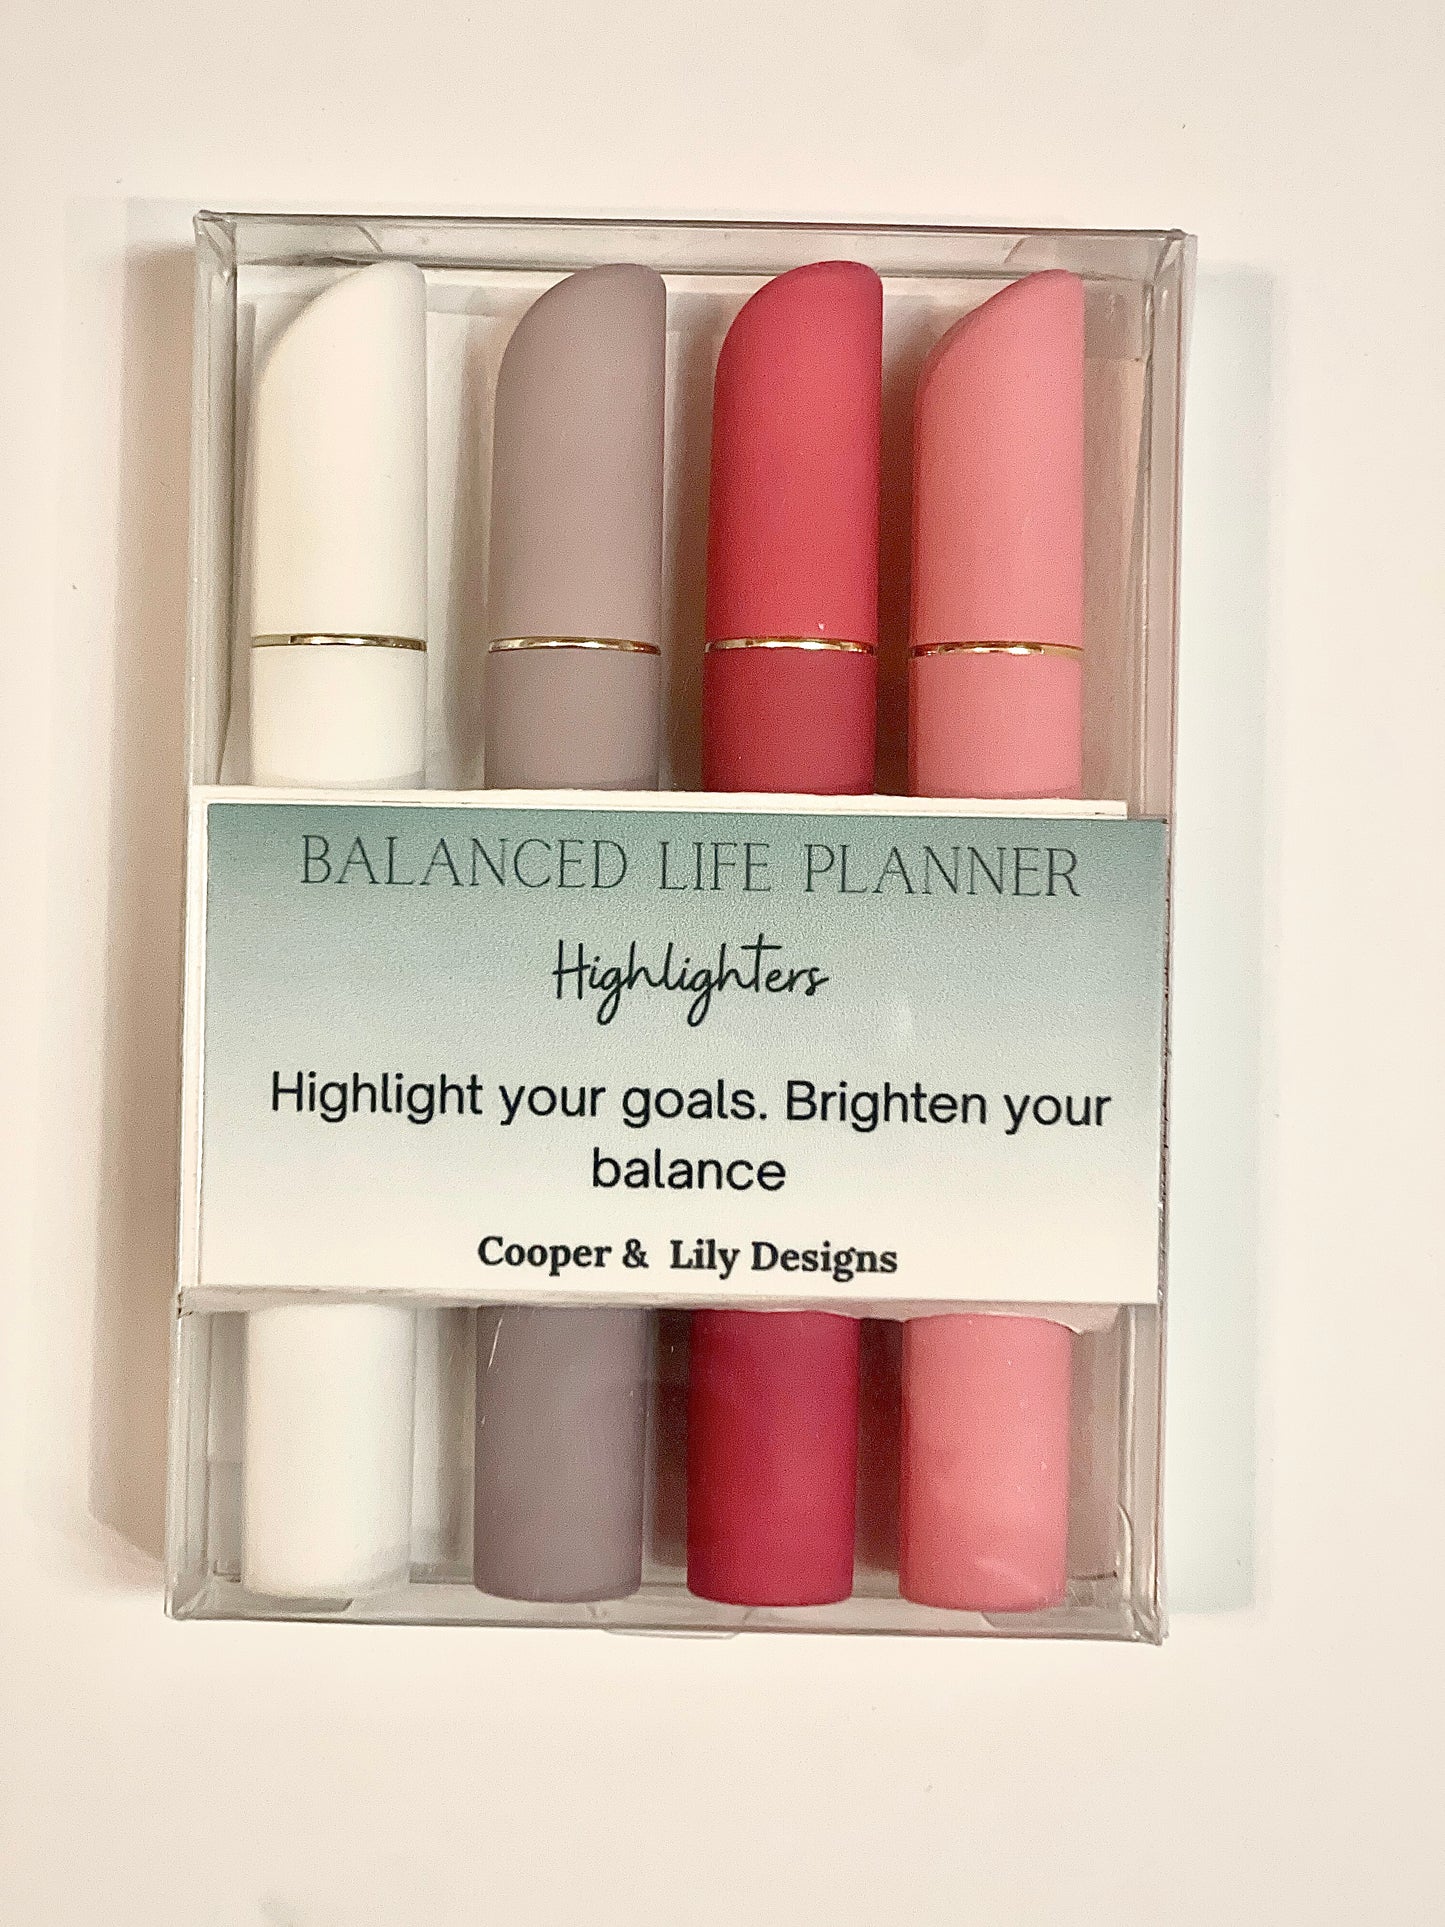 BALANCED LIFE PLANNER
Highlighters
Highlight your goals. Brighten your
balance
Cooper & Lily Designs